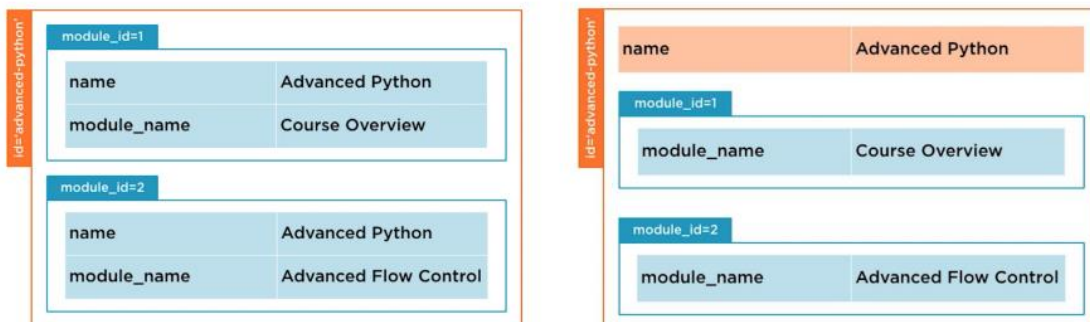 id='advanced-python'
module_id=1
name Advanced Python
module_name Course Overview
module_id=2
name Advanced Python
module_name Advanced Flow Control
id='advanced-python'
name Advanced Python
module_id=1
module_name Course Overview
module_id=2
module_name Advanced Flow Control